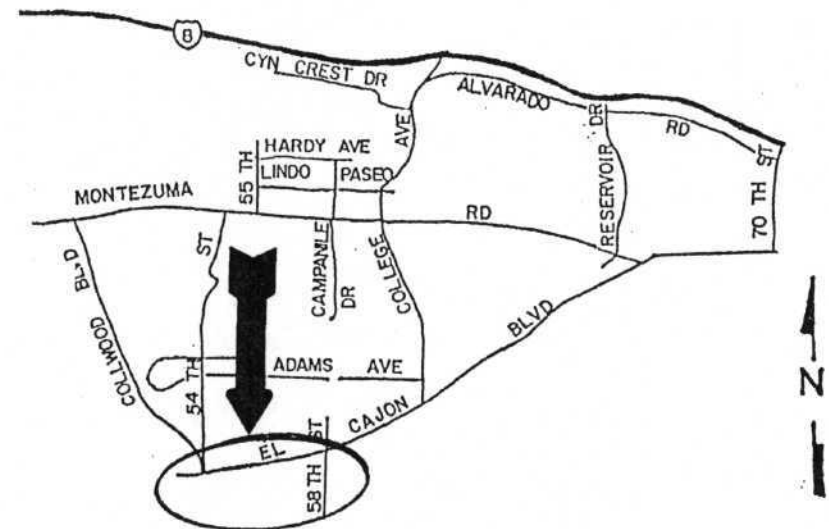 8
CYN CREST DR
ALVARADO
RD
AVE
DR
ST
HARDY AVE
LINDO PASEO
55 TH
MONTEZUMA
RD
RESERVOIR
70 TH
ST
CAMPANILE
DR
COLLEGE
COLLWOOD BLVD
BLVD
N
ADAMS AVE
54 TH
CAJON
EL
ST
58 TH